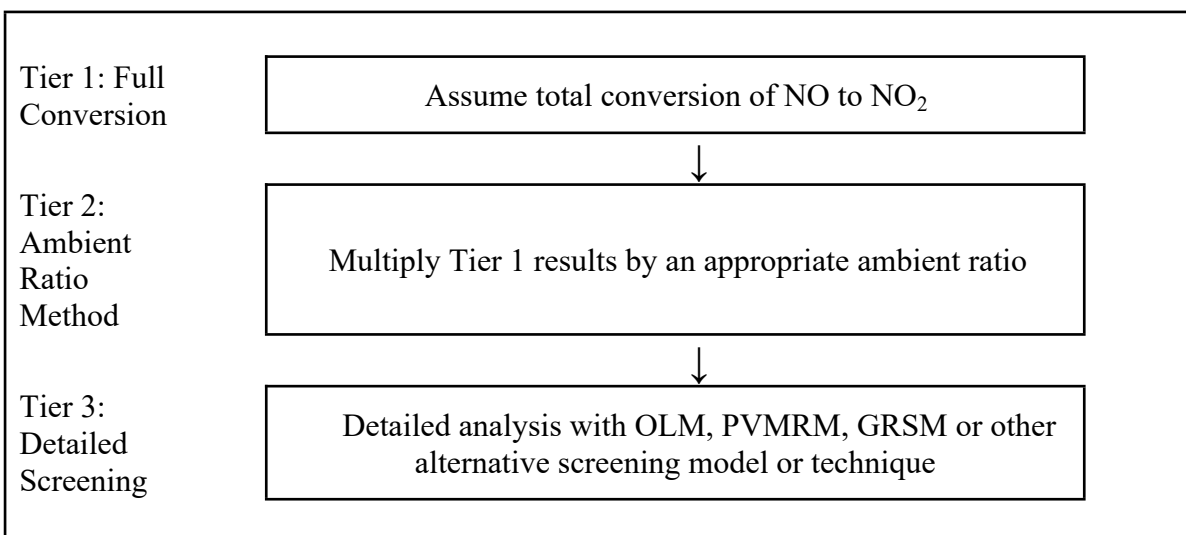 Tier 1: Full
Conversion
Assume total conversion of NO to NO₂
↓
Tier 2:
Ambient
Ratio
Method
Multiply Tier 1 results by an appropriate ambient ratio
↓
Tier 3:
Detailed
Screening
Detailed analysis with OLM, PVMRM, GRSM or other
alternative screening model or technique